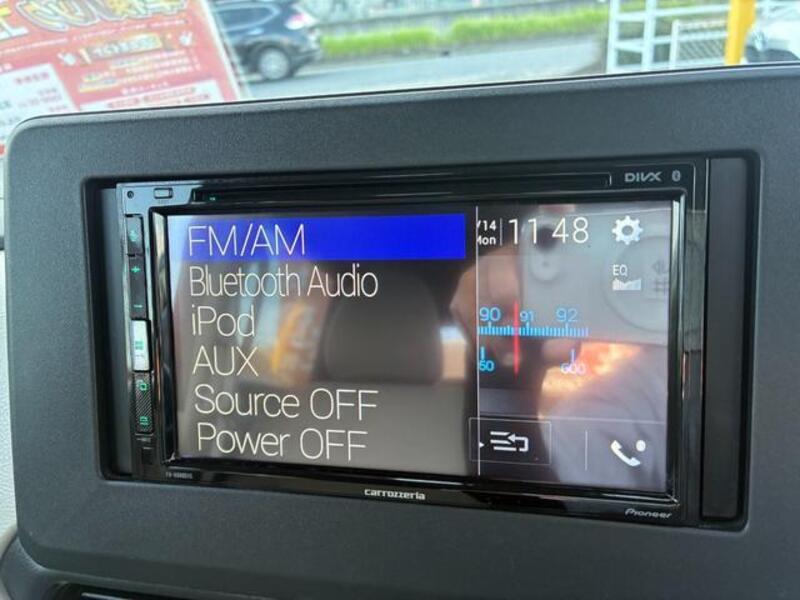 DIVX
FM/AM
Bluetooth Audio
iPod
AUX
Source OFF
Power OFF
/14
Mon
11 48
EQ
90 91 92
600
carrozzeria
Pioneer